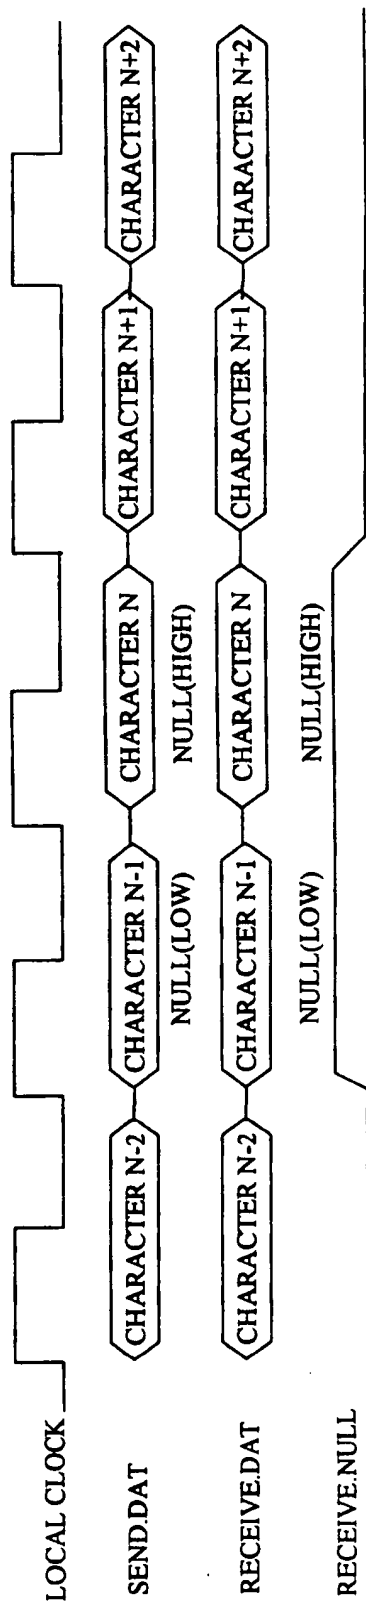 LOCAL CLOCK
SEND.DAT CHARACTER N-2 CHARACTER N-1 CHARACTER N CHARACTER N+1 CHARACTER N+2
NULL(LOW) NULL(HIGH)
RECEIVE.DAT CHARACTER N-2 CHARACTER N-1 CHARACTER N CHARACTER N+1 CHARACTER N+2
NULL(LOW) NULL(HIGH)
RECEIVE.NULL